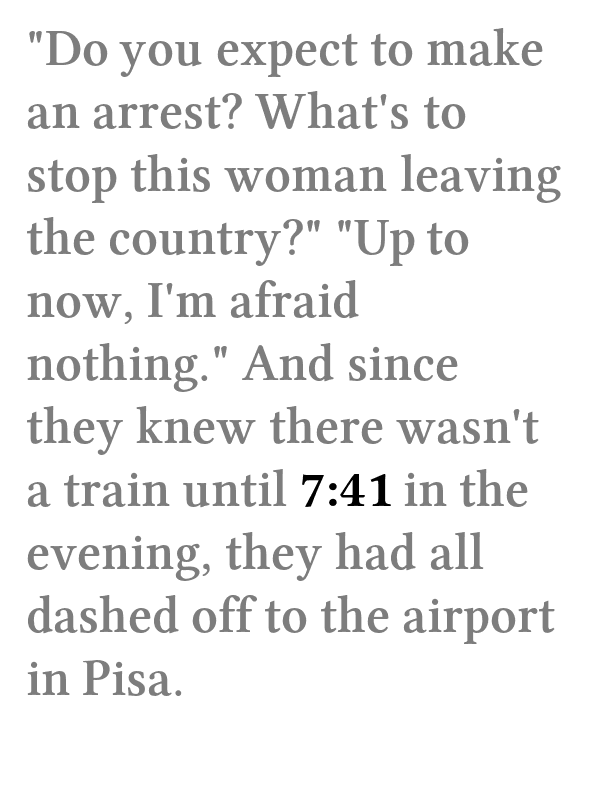 "Do you expect to make
an arrest? What's to
stop this woman leaving
the country?" "Up to
now, I'm afraid
nothing." And since
they knew there wasn't
a train until 7:41 in the
evening, they had all
dashed off to the airport
in Pisa.